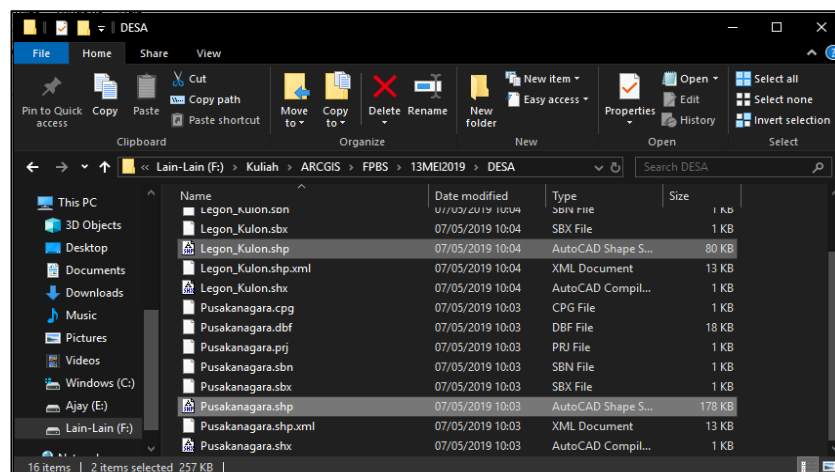 DESA
File Home Share View
Pin to Quick access
Copy
Paste
Cut
Copy path
Paste shortcut
Clipboard
Move to
Copy to
Delete
Rename
Organize
New folder
New item
Easy access
New
Properties
Open
Edit
History
Open
Select all
Select none
Invert selection
Select
« Lain-Lain (F:) > Kuliah > ARCGIS > FPBS > 13MEI2019 > DESA
Search DESA
This PC
3D Objects
Desktop
Documents
Downloads
Music
Pictures
Videos
Windows (C:)
Ajay (E:)
Lain-Lain (F:)
Name Date modified Type Size
Legon_Kulon.sbn 07/05/2019 10:04 SBN File 1 KB
Legon_Kulon.sbx 07/05/2019 10:04 SBX File 1 KB
Legon_Kulon.shp 07/05/2019 10:04 AutoCAD Shape S... 80 KB
Legon_Kulon.shp.xml 07/05/2019 10:04 XML Document 13 KB
Legon_Kulon.shx 07/05/2019 10:04 AutoCAD Compil... 1 KB
Pusakanagara.cpg 07/05/2019 10:03 CPG File 1 KB
Pusakanagara.dbf 07/05/2019 10:03 DBF File 18 KB
Pusakanagara.prj 07/05/2019 10:03 PRJ File 1 KB
Pusakanagara.sbn 07/05/2019 10:03 SBN File 1 KB
Pusakanagara.sbx 07/05/2019 10:03 SBX File 1 KB
Pusakanagara.shp 07/05/2019 10:03 AutoCAD Shape S... 178 KB
Pusakanagara.shp.xml 07/05/2019 10:03 XML Document 13 KB
Pusakanagara.shx 07/05/2019 10:03 AutoCAD Compil... 1 KB
16 items 2 items selected 257 KB